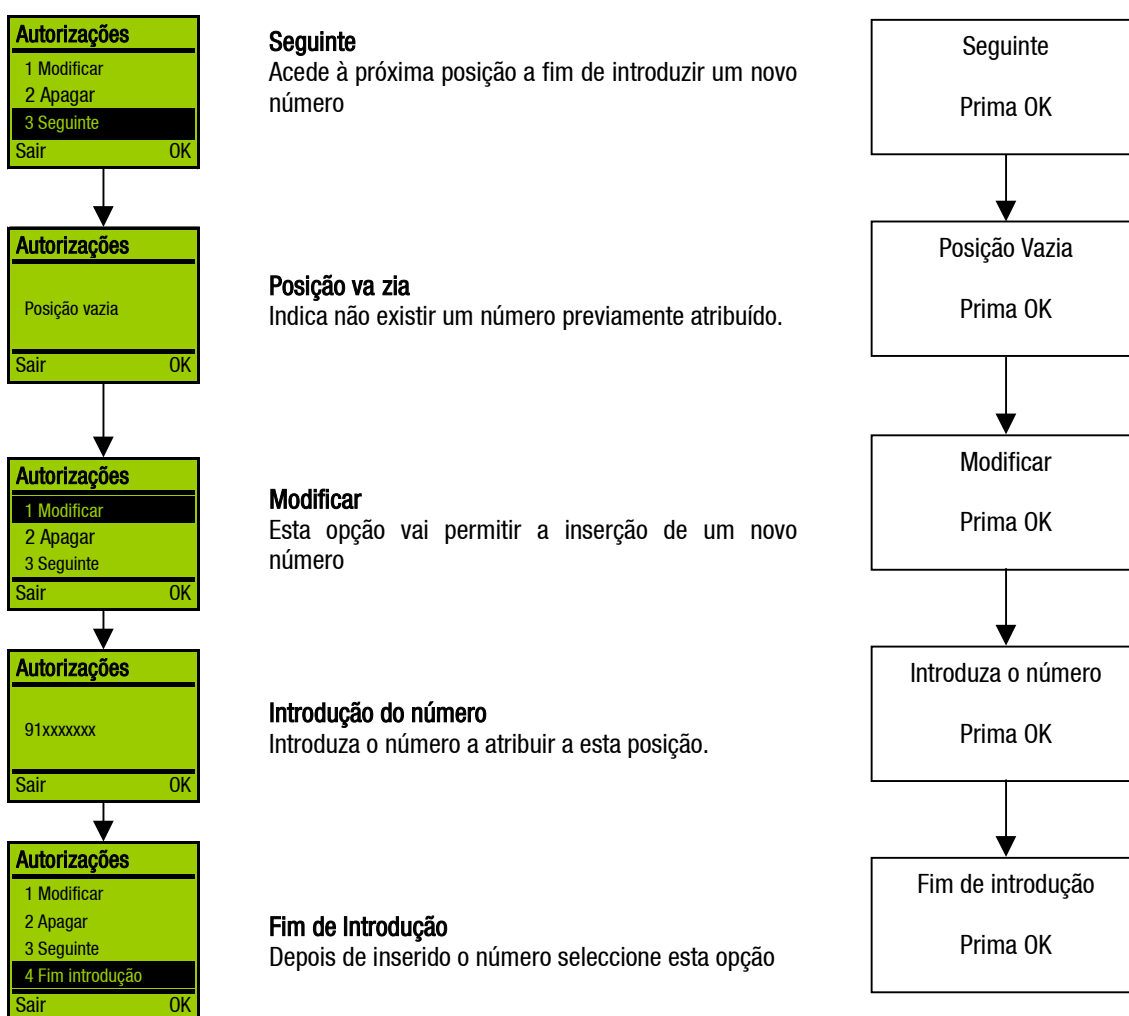 Autorizações
1 Modificar
2 Apagar
3 Seguinte
Sair OK
Seguinte
Acede à próxima posição a fim de introduzir um novo
número
Seguinte
Prima OK
Autorizações
Posição vazia
Sair OK
Posição va zia
Indica não existir um número previamente atribuído.
Posição Vazia
Prima OK
Autorizações
1 Modificar
2 Apagar
3 Seguinte
Sair OK
Modificar
Esta opção vai permitir a inserção de um novo
número
Modificar
Prima OK
Autorizações
91xxxxxxx
Sair OK
Introdução do número
Introduza o número a atribuir a esta posição.
Introduza o número
Prima OK
Autorizações
1 Modificar
2 Apagar
3 Seguinte
4 Fim introdução
Sair OK
Fim de Introdução
Depois de inserido o número seleccione esta opção
Fim de introdução
Prima OK